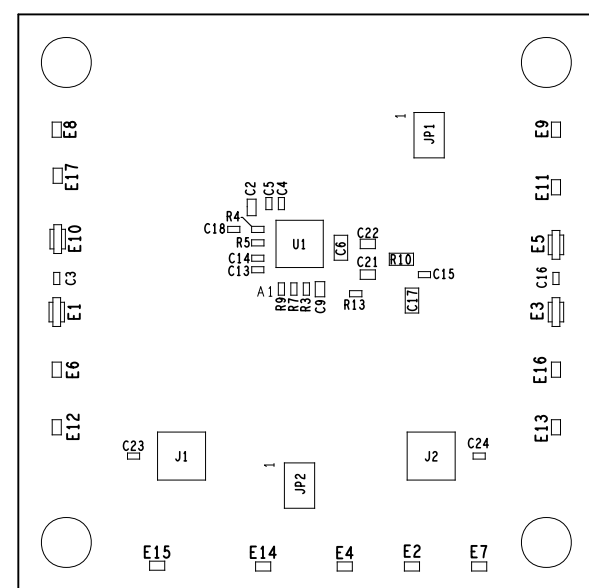 E8
E9
1
JP1
E17
E11
C2
C5
C4
R4
C18
R5
U1
C6
C22
E10
E5
C14
C13
C21
R10
C15
C3
C16
A1
R9
R7
R3
C9
R13
C17
E1
E3
E6
E16
E12
E13
C23
J1
J2
C24
1
JP2
E15
E14
E4
E2
E7